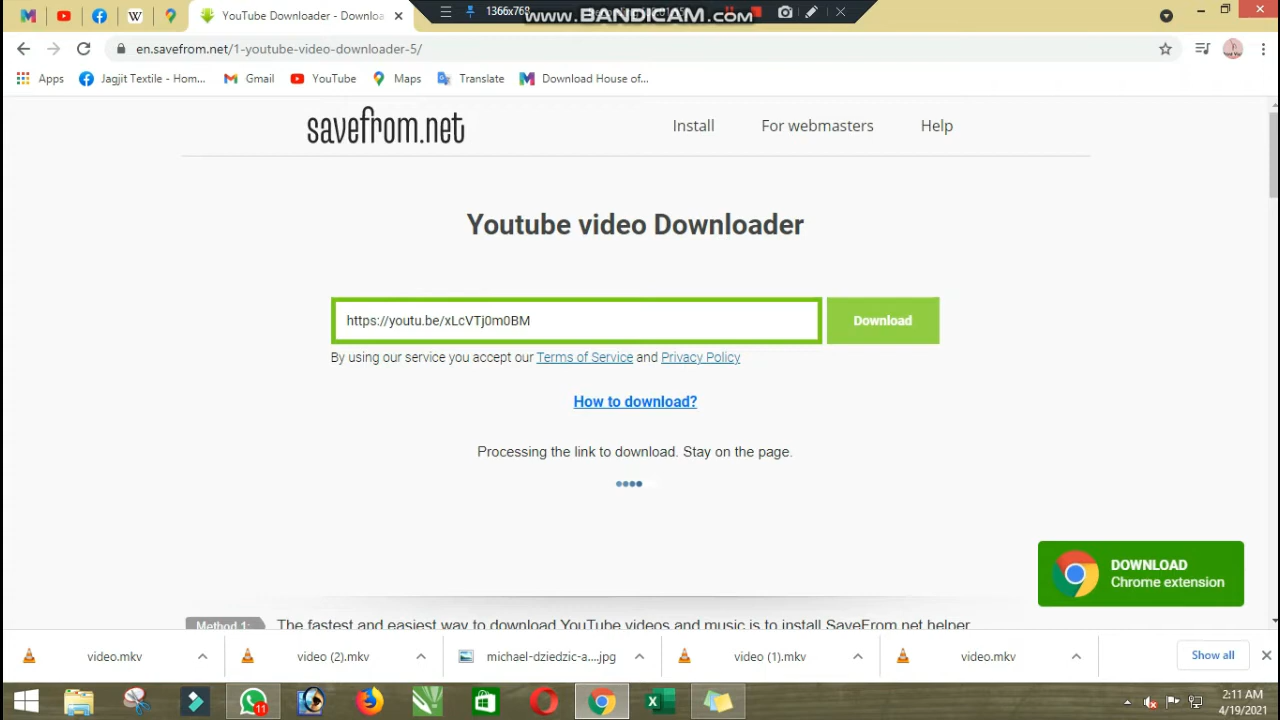 YouTube Downloader - Downloa
1366x768
www.BANDICAM.com
en.savefrom.net/1-youtube-video-downloader-5/
Apps
Jagjit Textile - Hom...
Gmail
YouTube
Maps
Translate
Download House of...
savefrom.net
Install
For webmasters
Help
Youtube video Downloader
https://youtu.be/xLcVTj0m0BM
Download
By using our service you accept our Terms of Service and Privacy Policy
How to download?
Processing the link to download. Stay on the page.
DOWNLOAD
Chrome extension
Method 1:
The fastest and easiest way to download YouTube videos and music is to install SaveFrom.net helper
video.mkv
video (2).mkv
michael-dziedzic-a....jpg
video (1).mkv
video.mkv
Show all
11
2:11 AM
4/19/2021